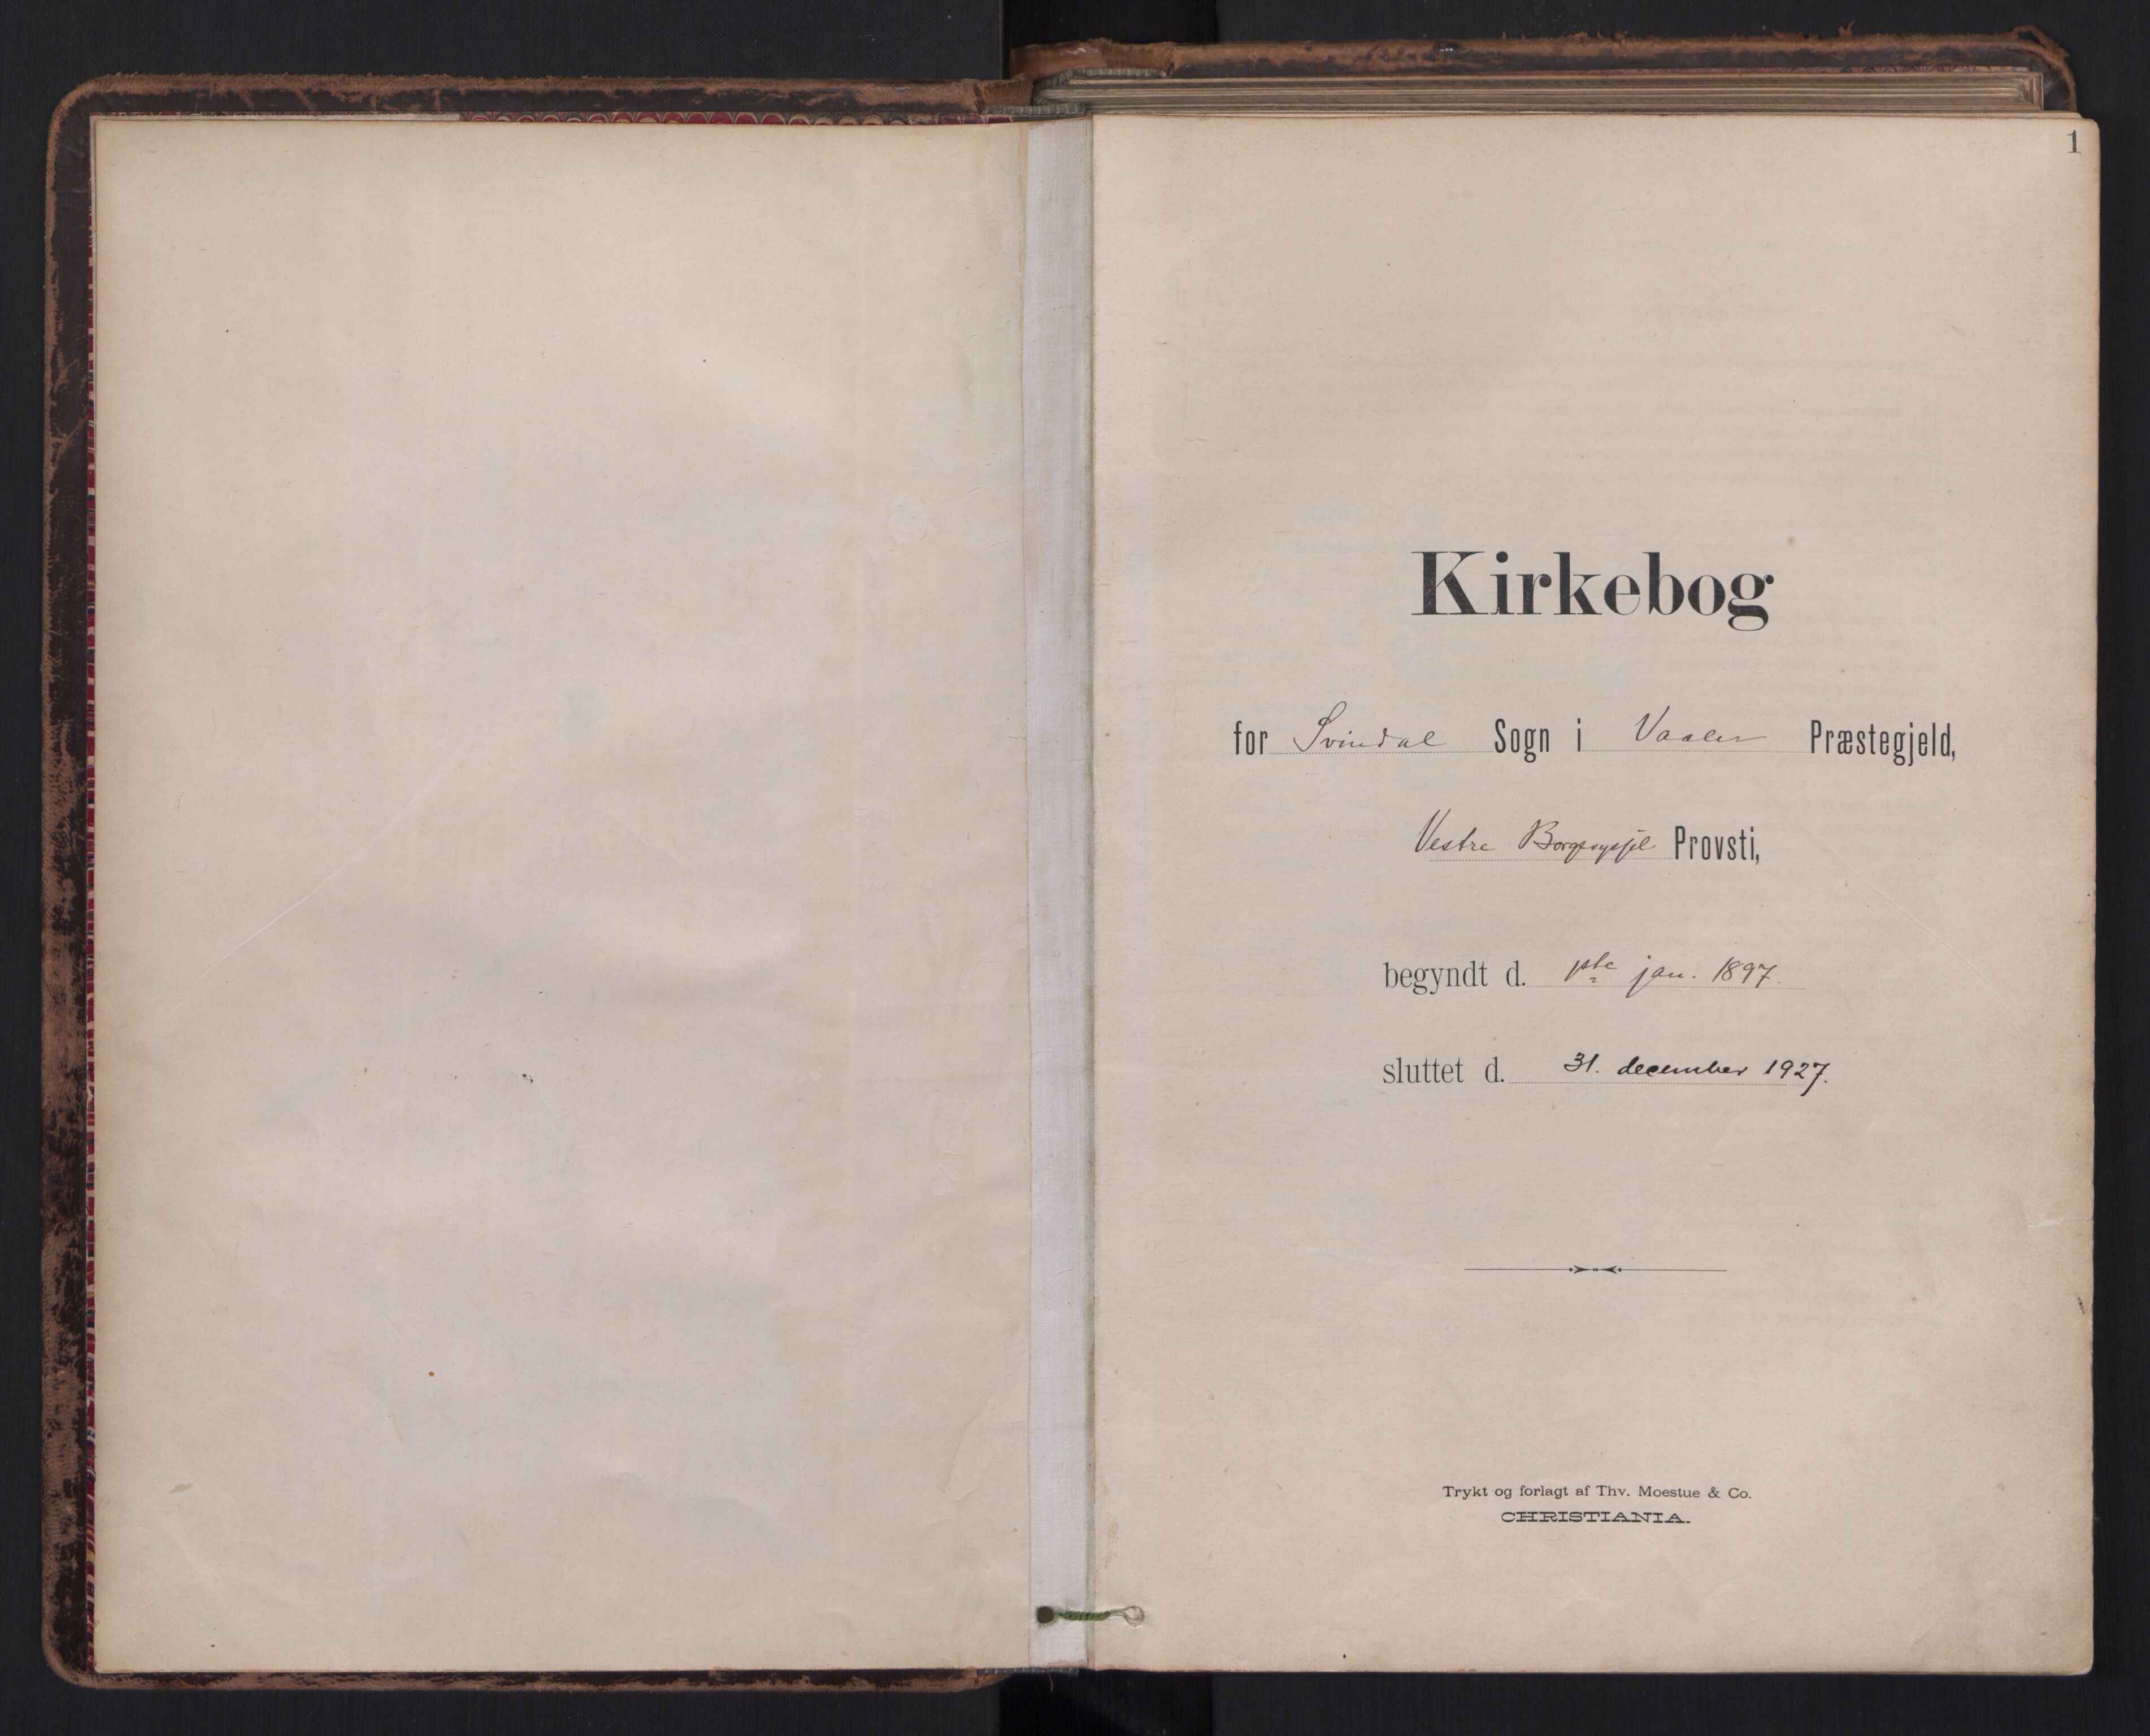 1
Kirkebog
for Svindal Sogn i Vaaler Præstegjeld,
Vestre Borgesyssel Provsti,
begyndt d. 1ste jan. 1897.
sluttet d. 31. december 1927.
Trykt og forlagt af Thv. Moestue & Co.
CHRISTIANIA.